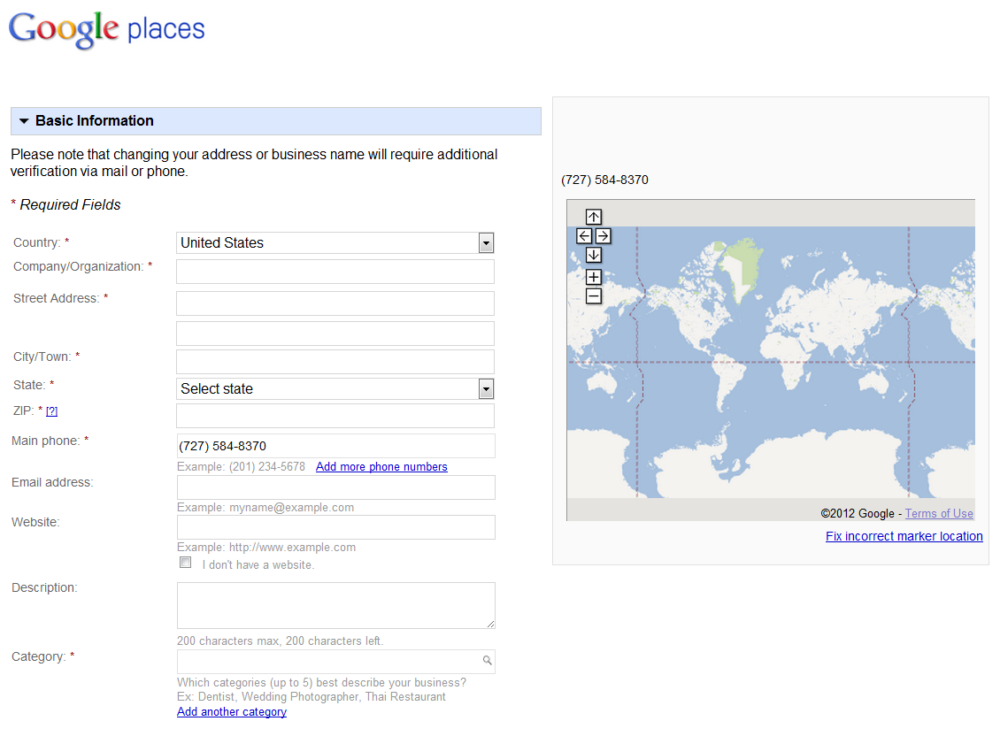 Google places
Basic Information
Please note that changing your address or business name will require additional
verification via mail or phone.
* Required Fields
Country: *
United States
Company/Organization: *
Street Address: *
City/Town: *
State: *
Select state
ZIP: * [?]
Main phone: *
(727) 584-8370
Example: (201) 234-5678 Add more phone numbers
Email address:
Example: myname@example.com
Website:
Example: http://www.example.com
I don't have a website.
Description:
200 characters max, 200 characters left.
Category: *
Which categories (up to 5) best describe your business?
Ex: Dentist, Wedding Photographer, Thai Restaurant
Add another category
(727) 584-8370
©2012 Google - Terms of Use
Fix incorrect marker location